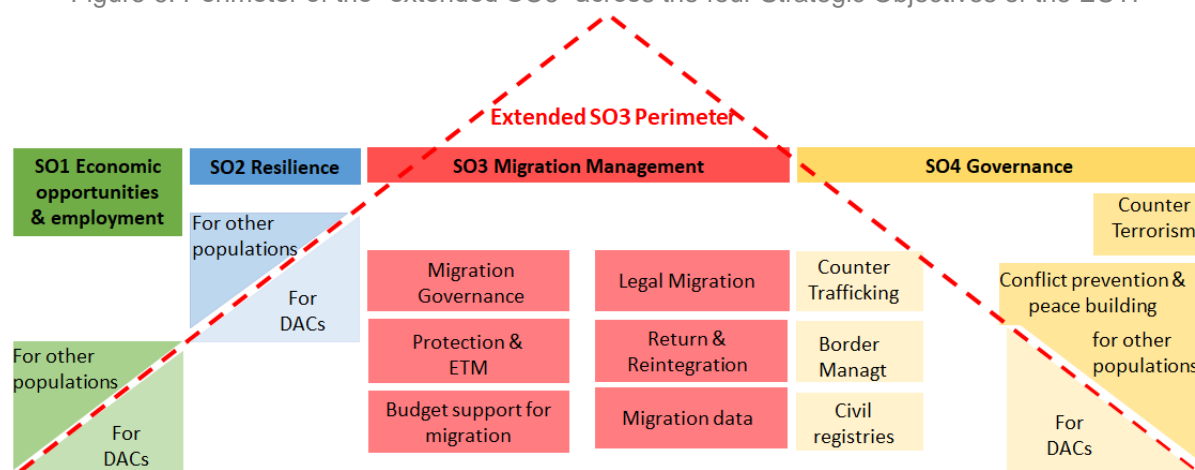 Extended SO3 Perimeter
SO1 Economic
opportunities
& employment
SO2 Resilience
SO3 Migration Management
SO4 Governance
For other
populations
For
DACs
For other
populations
For
DACs
Migration
Governance
Legal Migration
Protection &
ETM
Return &
Reintegration
Budget support for
migration
Migration data
Counter
Trafficking
Border
Managt
Civil
registries
Counter
Terrorism
Conflict prevention &
peace building
for other
populations
For
DACs